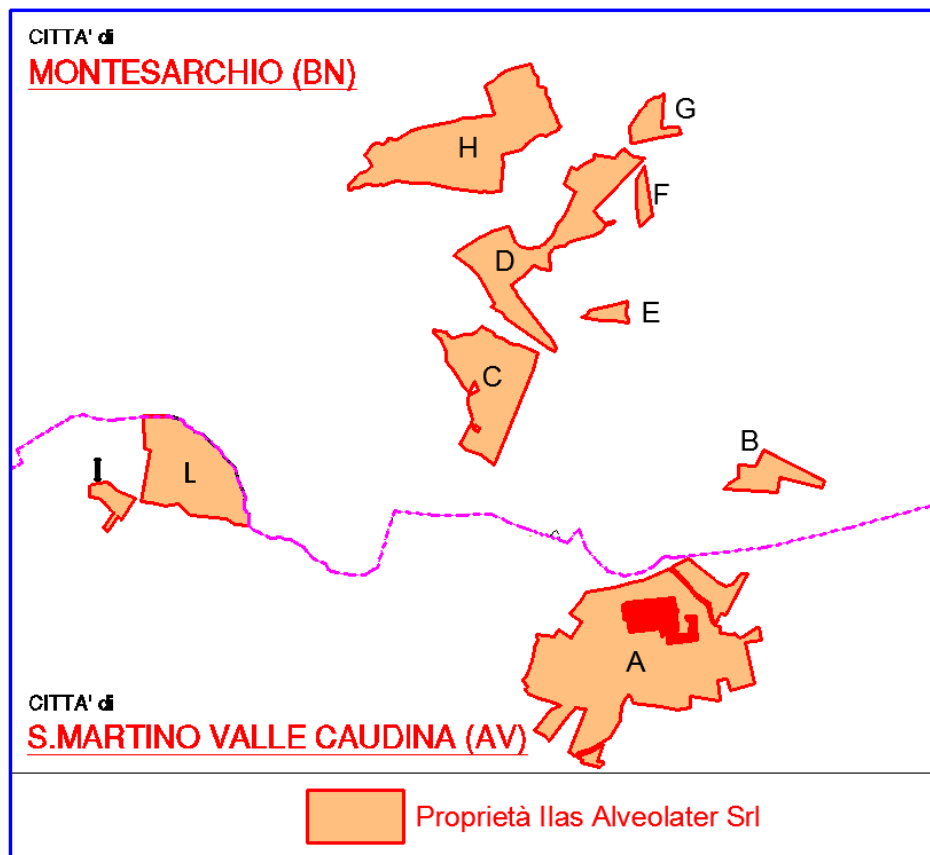 CITTA' di
MONTESARCHIO (BN)
G
H
F
D
E
C
B
I
L
A
CITTA' di
S.MARTINO VALLE CAUDINA (AV)
Proprietà Ilas Alveolater Srl